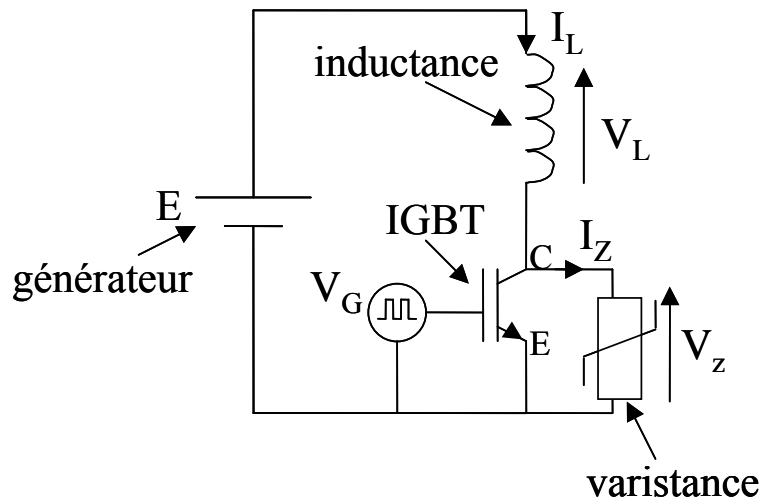 I_L
inductance
V_L
E
IGBT
générateur
C
I_Z
V_G
E
V_z
varistance